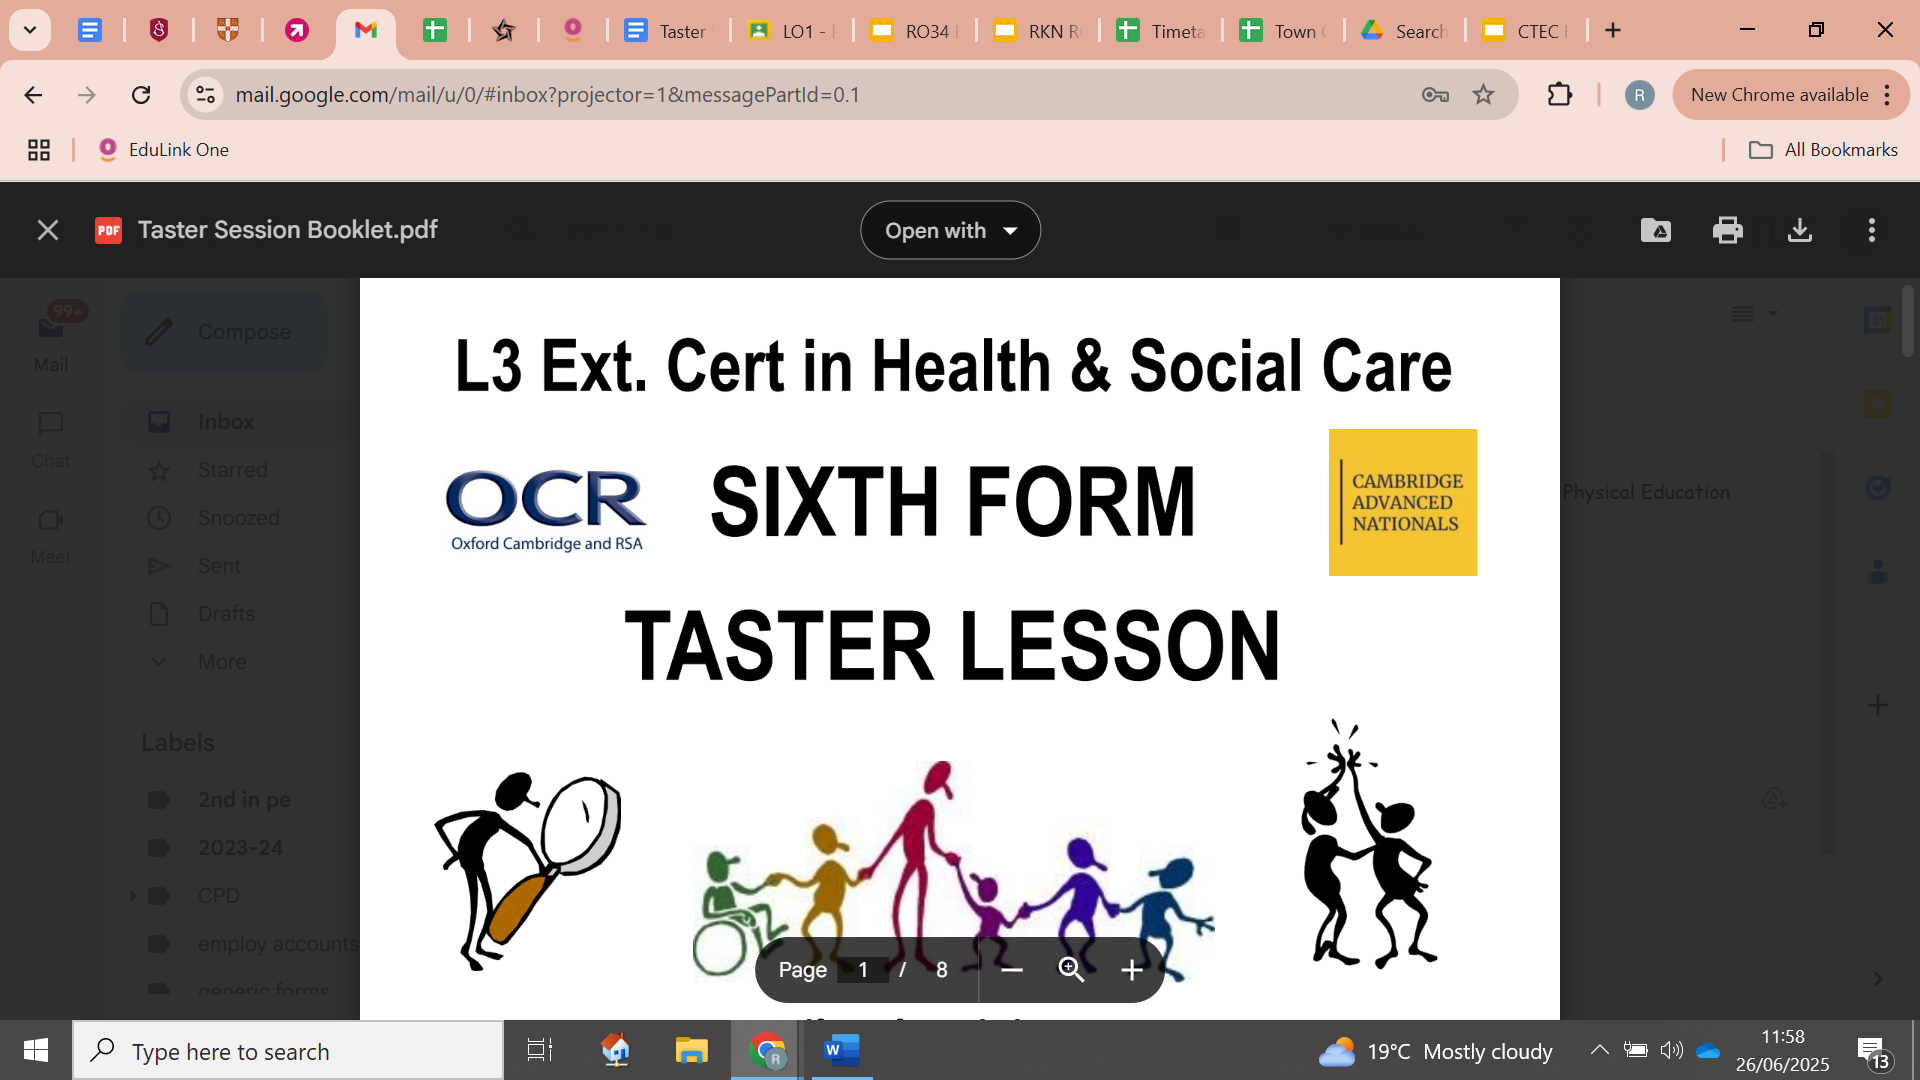 Taster
LO1 -
RO34
RKN R
Timeta
Town
Search
CTEC
mail.google.com/mail/u/0/#inbox?projector=1&messagePartId=0.1
R
New Chrome available
EduLink One
All Bookmarks
PDF
Taster Session Booklet.pdf
Open with
99+
Mail
Chat
Meet
Compose
Inbox
Starred
Snoozed
Sent
Drafts
More
Labels
2nd in pe
2023-24
CPD
employ accounts
generic forms
L3 Ext. Cert in Health & Social Care
OCR
Oxford Cambridge and RSA
SIXTH FORM
CAMBRIDGE
ADVANCED
NATIONALS
TASTER LESSON
Physical Education
31
Page 1 / 8
Type here to search
R
W
19°C Mostly cloudy
11:58
26/06/2025
13